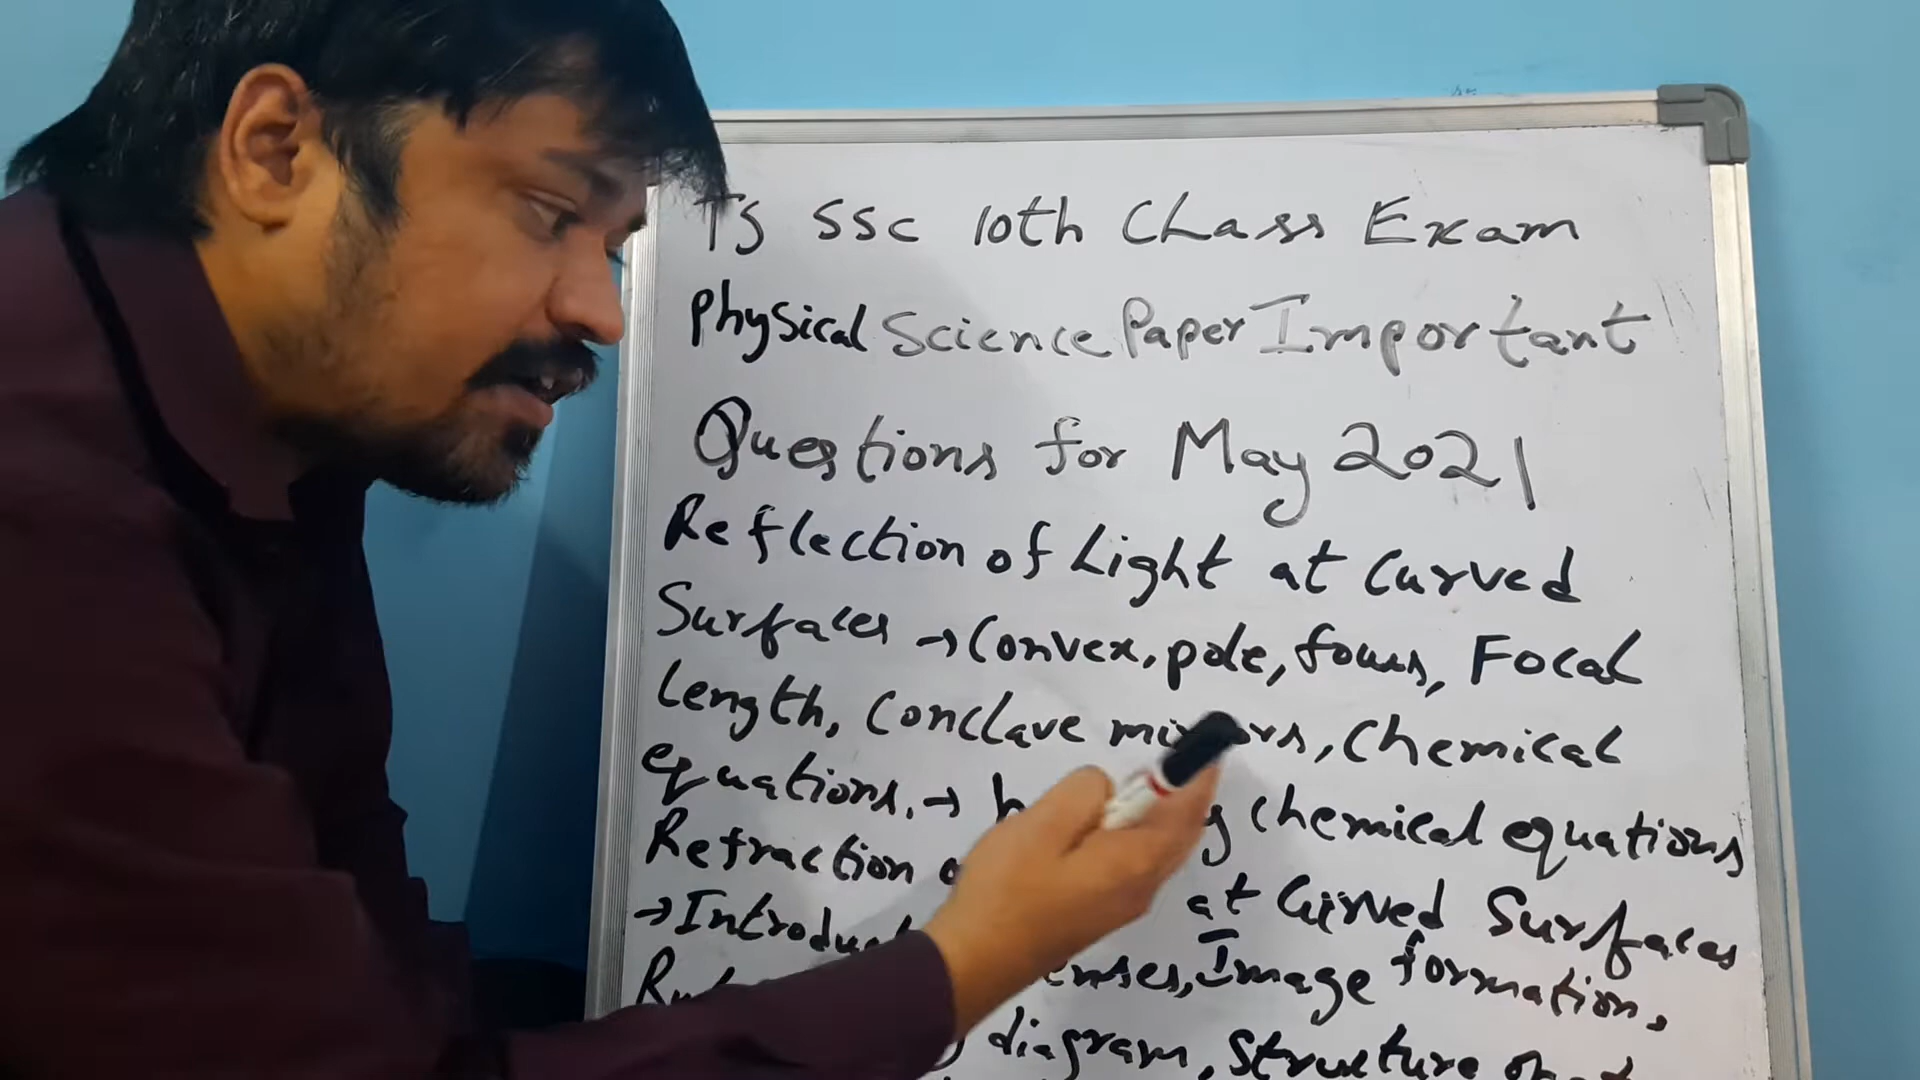 TS SSC 10th Class Exam
Physical Science Paper Important
Questions for May 2021
Reflection of Light at Curved
Surfaces → Convex, pole, focus, Focal
length, Conclave mirrors, Chemical
equations, → chemical equations
Refraction at Curved Surfaces
→ Image formation,
diagram, Structure of